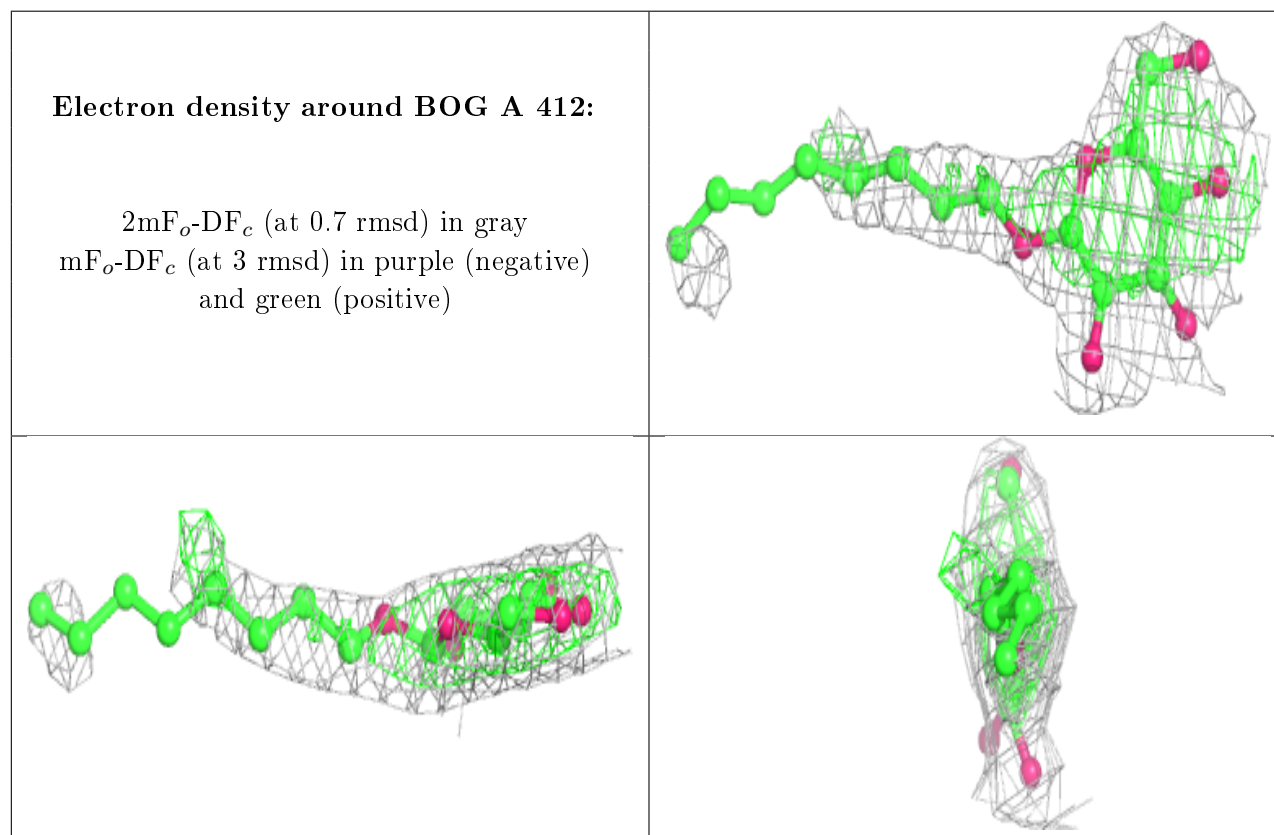 Electron density around BOG A 412:
2mFo-DFc (at 0.7 rmsd) in gray
mFo-DFc (at 3 rmsd) in purple (negative)
and green (positive)